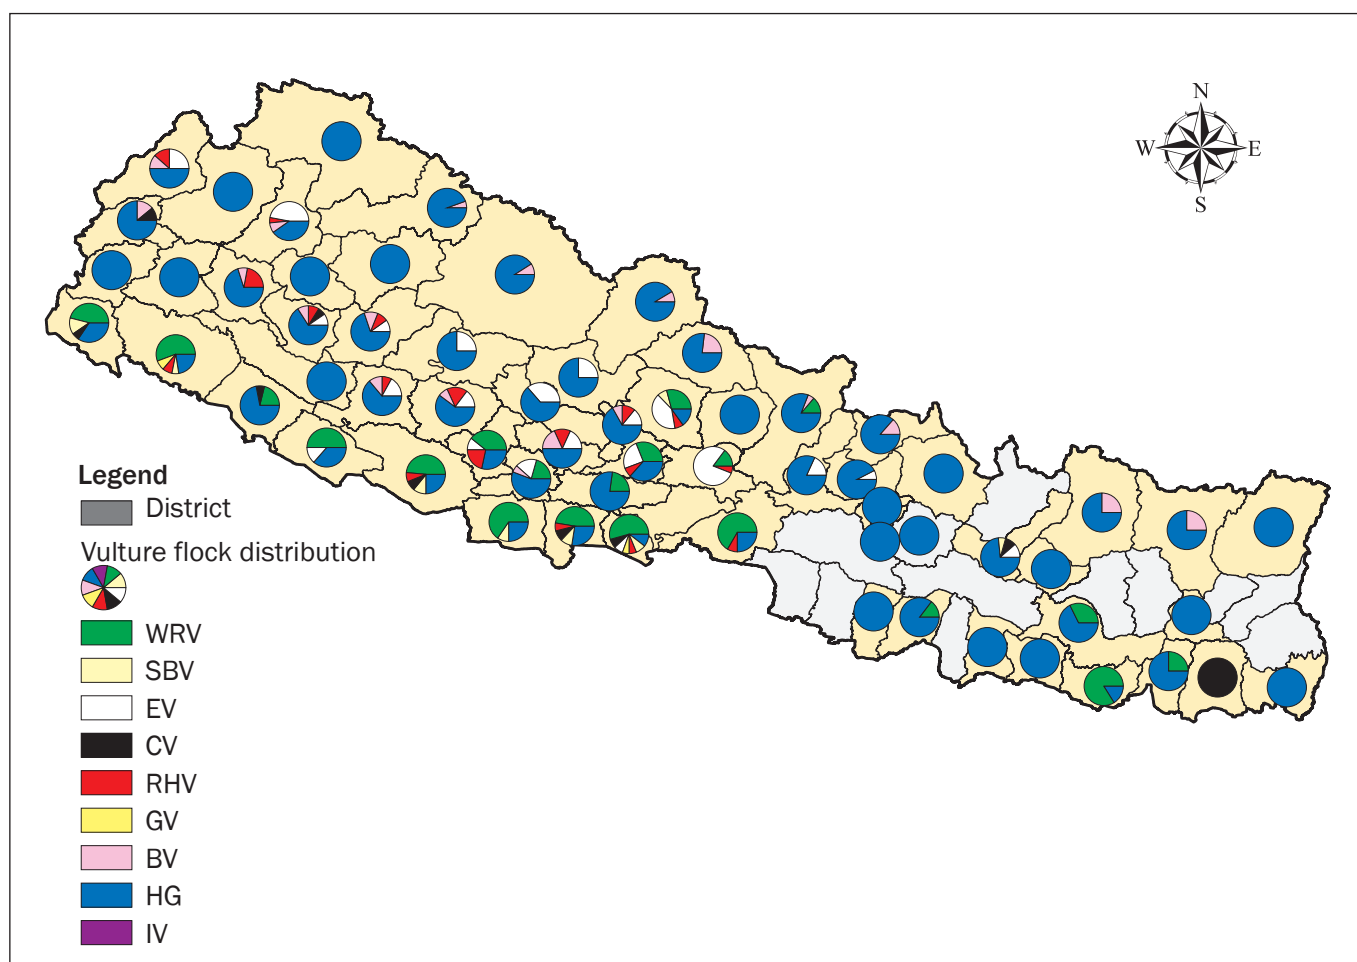 N
W E
S
Legend
District
Vulture flock distribution
WRV
SBV
EV
CV
RHV
GV
BV
HG
IV